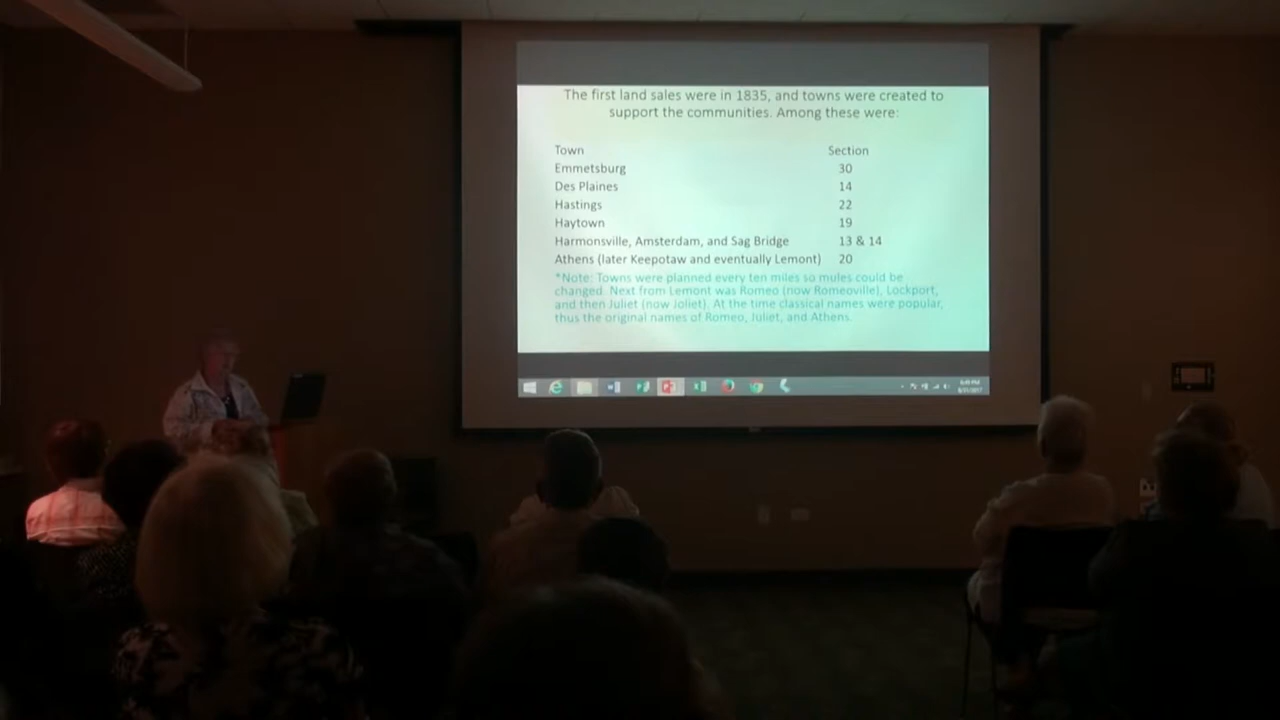 The first land sales were in 1835, and towns were created to
support the communities. Among these were:
Town Section
Emmetsburg 30
Des Plaines 14
Hastings 22
Haytown 19
Harmonsville, Amsterdam, and Sag Bridge 13 & 14
Athens (later Keepotaw and eventually Lemont) 20
*Note: Towns were planned every ten miles so mules could be
changed. Next from Lemont was Romeo (now Romeoville), Lockport,
and then Juliet (now Joliet). At the time classical names were popular,
thus the original names of Romeo, Juliet, and Athens.